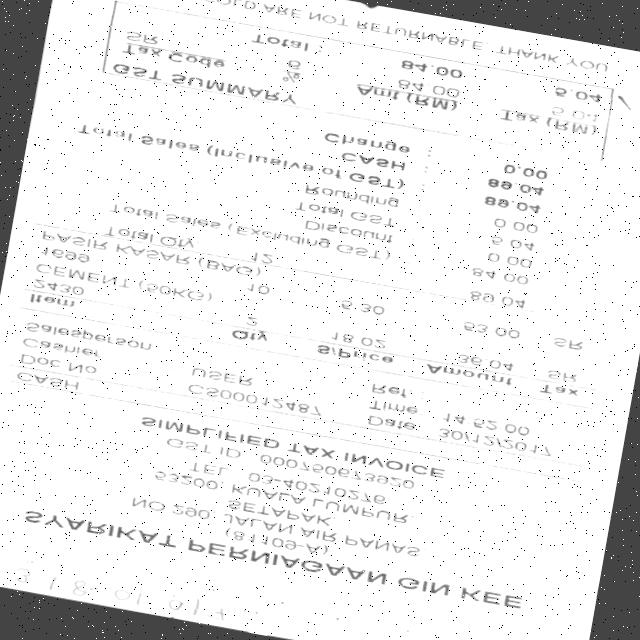 SYARIKAT PERNIAGAAN GIN KEE
(81109-A)
NO 290, JALAN AIR PANAS
SETAPAK
53200, KUALA LUMPUR
TEL : 03-40210276
GST ID : 000750673920
SIMPLIFIED TAX INVOICE
CASH
Doc No. : CS00012487 Date : 30/12/2017
Cashier : USER Time : 14:52:00
Salesperson : Ref. :
Item Qty S/Price Amount Tax
2430 2 18.02 36.04 SR
CEMENT (50KG)
1699 10 5.30 53.00 SR
PASIR KASAR (BAG)
Total Qty : 12 89.04
Total Sales (Excluding GST) : 84.00
Discount : 0.00
Total GST : 5.04
Rounding : 0.00
Total Sales (Inclusive of GST) : 89.04
CASH : 89.04
Change : 0.00
GST SUMMARY
Tax Code % Amt (RM) Tax (RM)
SR 6 84.00 5.04
Total : 84.00 5.04
SOLD ARE NOT RETURNABLE. THANK YOU